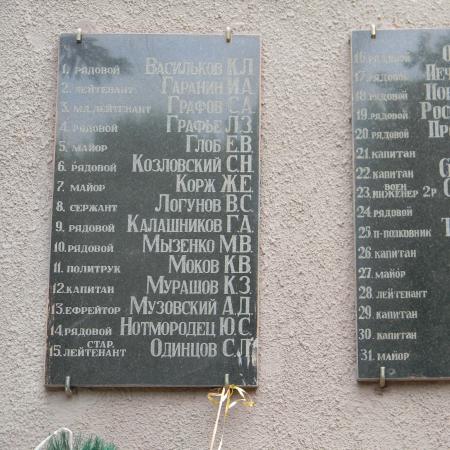 1. РЯДОВОЙ ВАСИЛЬКОВ К.Л
2. ЛЕЙТЕНАНТ ГАРАНИН И.А.
3. МЛ.ЛЕЙТЕНАНТ ГРАФОВ С.А.
4. РЯДОВОЙ ГРАФЬЕ Л.З.
5. МАЙОР ГЛОБ Е.В.
6. РЯДОВОЙ КОЗЛОВСКИЙ С.Н.
7. МАЙОР КОРЖ Ж.Е.
8. СЕРЖАНТ ЛОГУНОВ В.С.
9. РЯДОВОЙ КАЛАШНИКОВ Г.А.
10. РЯДОВОЙ МЫЗЕНКО М.В.
11. ПОЛИТРУК МОКОВ К.В.
12.КАПИТАН МУРАШОВ К.З.
13.ЕФРЕЙТОР МУЗОВСКИЙ А.Д.
14.РЯДОВОЙ НОТМОРОДЕЦ Ю.С.
15. СТАР. ЛЕЙТЕНАНТ ОДИНЦОВ С.Л.
16. РЯДОВОЙ
17. РЯДОВОЙ
18. РЯДОВОЙ
19. РЯДОВОЙ
20. РЯДОВОЙ
21. КАПИТАН
22. КАПИТАН
23. ВОЕН ИНЖЕНЕР 2Р
24. РЯДОВОЙ
25. П-ПОЛКОВНИК
26. КАПИТАН
27. МАЙОР
28. ЛЕЙТЕНАНТ
29. КАПИТАН
30. КАПИТАН
31. МАЙОР